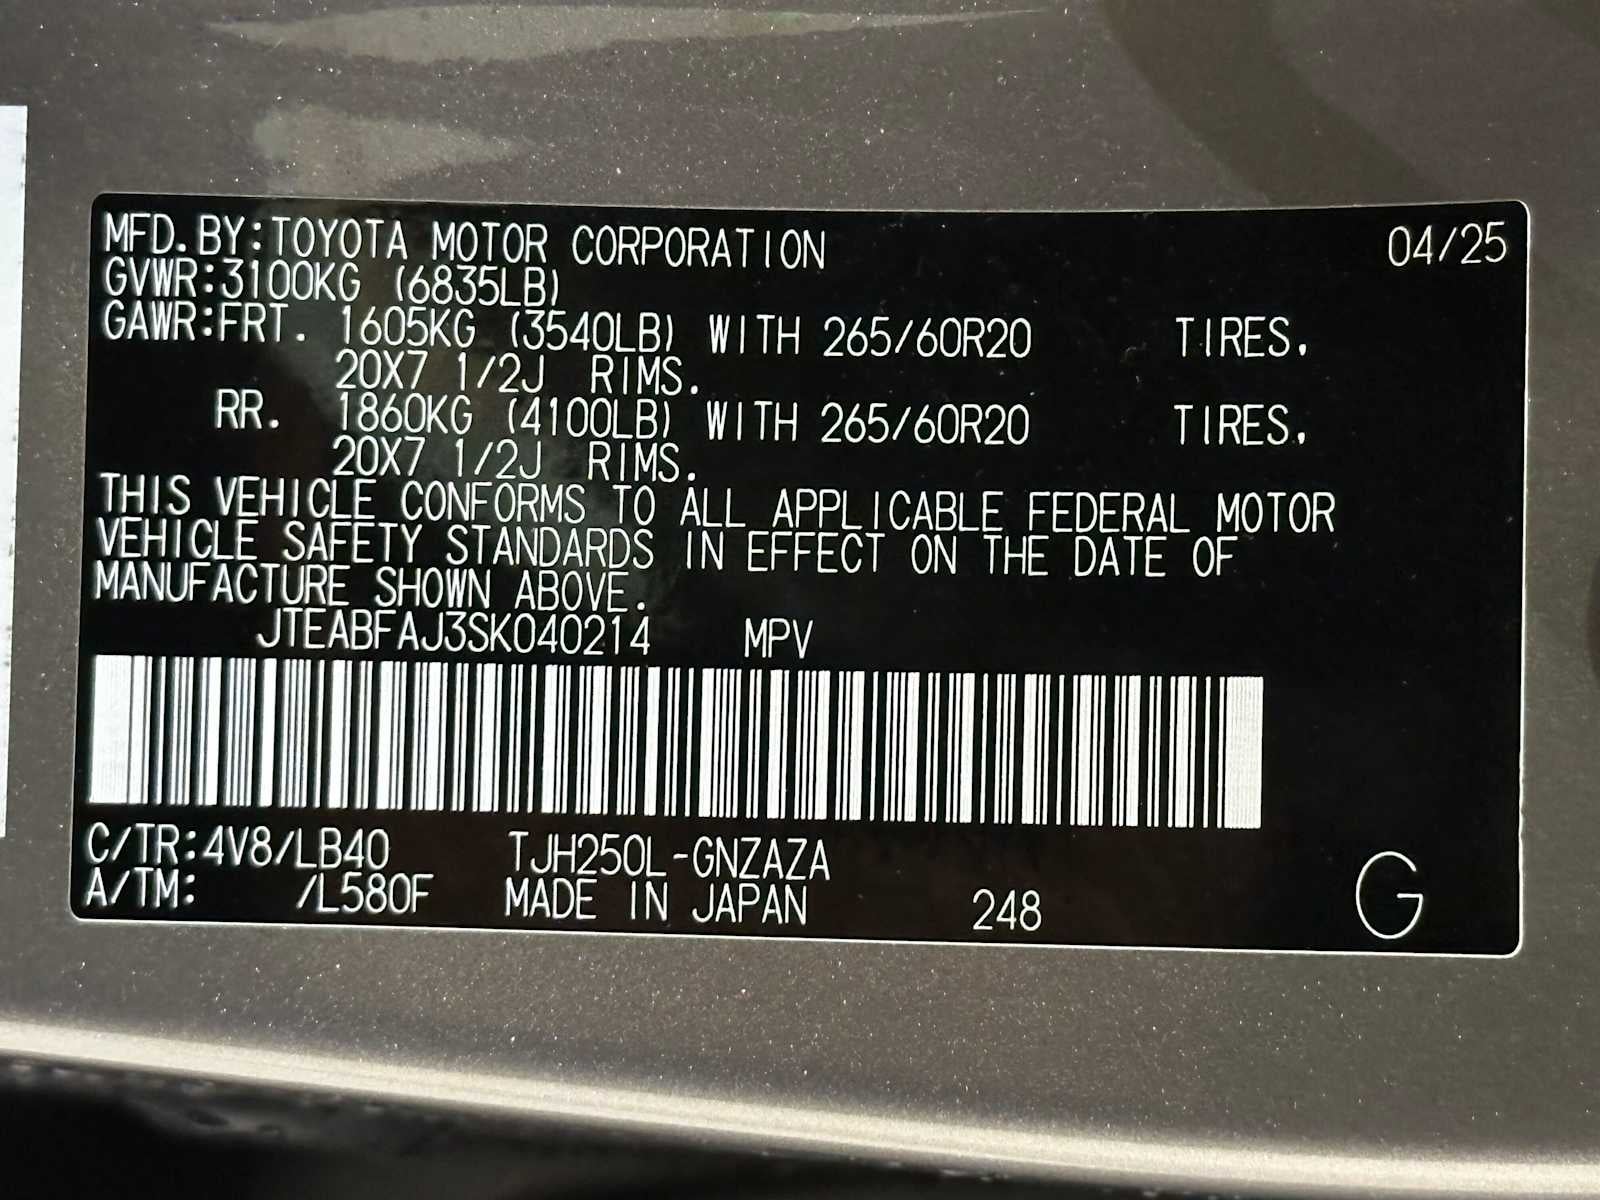 MFD.BY:TOYOTA MOTOR CORPORATION 04/25
GVWR:3100KG (6835LB)
GAWR:FRT. 1605KG (3540LB) WITH 265/60R20 TIRES.
20X7 1/2J RIMS.
RR. 1860KG (4100LB) WITH 265/60R20 TIRES.
20X7 1/2J RIMS.
THIS VEHICLE CONFORMS TO ALL APPLICABLE FEDERAL MOTOR
VEHICLE SAFETY STANDARDS IN EFFECT ON THE DATE OF
MANUFACTURE SHOWN ABOVE.
JTEABFAJ3SK040214 MPV
C/TR:4V8/LB40 TJH250L-GNZAZA
A/TM: /L580F MADE IN JAPAN 248 G